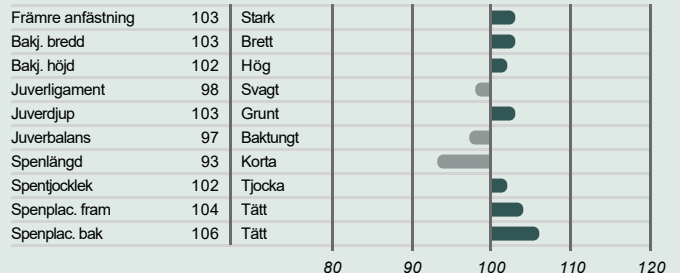 Främre anfästning 103 Stark
Bakj. bredd 103 Brett
Bakj. höjd 102 Hög
Juverligament 98 Svagt
Juverdjup 103 Grunt
Juverbalans 97 Baktungt
Spenlängd 93 Korta
Spentjocklek 102 Tjocka
Spenplac. fram 104 Tätt
Spenplac. bak 106 Tätt
80 90 100 110 120